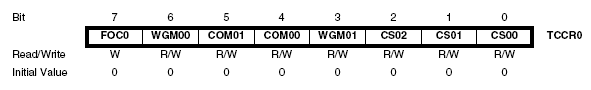 Bit 7 6 5 4 3 2 1 0
FOC0 WGM00 COM01 COM00 WGM01 CS02 CS01 CS00 TCCR0
Read/Write W R/W R/W R/W R/W R/W R/W R/W
Initial Value 0 0 0 0 0 0 0 0